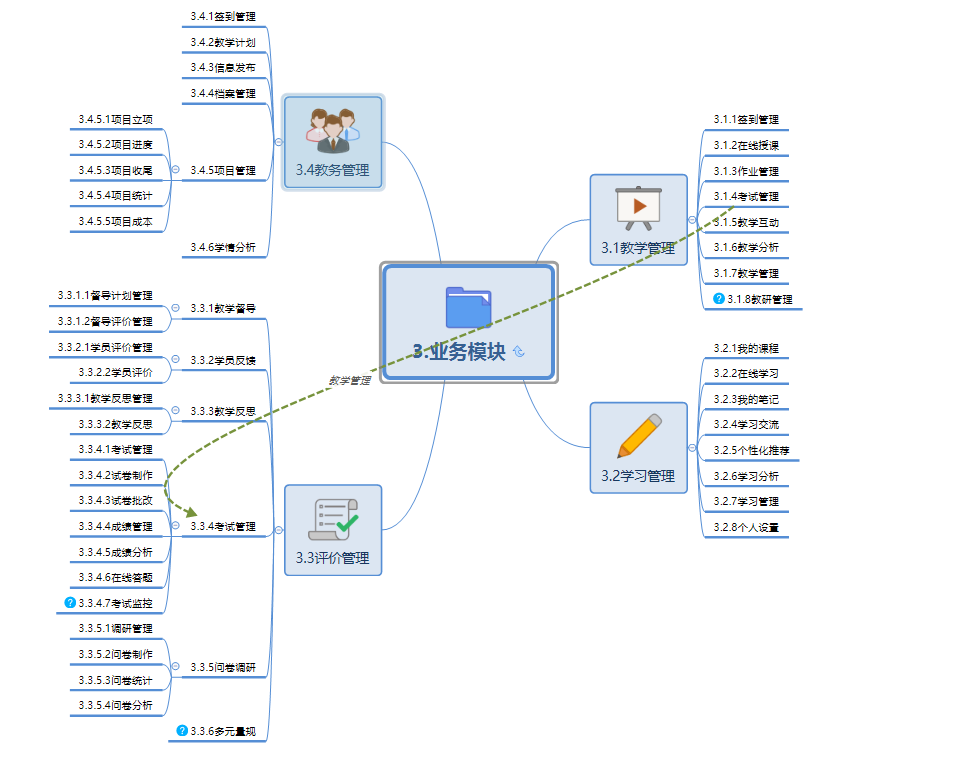 3.业务模块
3.1教学管理
3.1.1签到管理
3.1.2在线授课
3.1.3作业管理
3.1.4考试管理
3.1.5教学互动
3.1.6教学分析
3.1.7教学管理
3.1.8教研管理
3.2学习管理
3.2.1我的课程
3.2.2在线学习
3.2.3我的笔记
3.2.4学习交流
3.2.5个性化推荐
3.2.6学习分析
3.2.7学习管理
3.2.8个人设置
3.3评价管理
3.3.1教学督导
3.3.1.1督导计划管理
3.3.1.2督导评价管理
3.3.2学员反馈
3.3.2.1学员评价管理
3.3.2.2学员评价
3.3.3教学反思
3.3.3.1教学反思管理
3.3.3.2教学反思
3.3.4考试管理
3.3.4.1考试管理
3.3.4.2试卷制作
3.3.4.3试卷批改
3.3.4.4成绩管理
3.3.4.5成绩分析
3.3.4.6在线答题
3.3.4.7考试监控
3.3.5问卷调研
3.3.5.1调研管理
3.3.5.2问卷制作
3.3.5.3问卷统计
3.3.5.4问卷分析
3.3.6多元量规
3.4教务管理
3.4.1签到管理
3.4.2教学计划
3.4.3信息发布
3.4.4档案管理
3.4.5项目管理
3.4.5.1项目立项
3.4.5.2项目进度
3.4.5.3项目收尾
3.4.5.4项目统计
3.4.5.5项目成本
3.4.6学情分析
教学管理